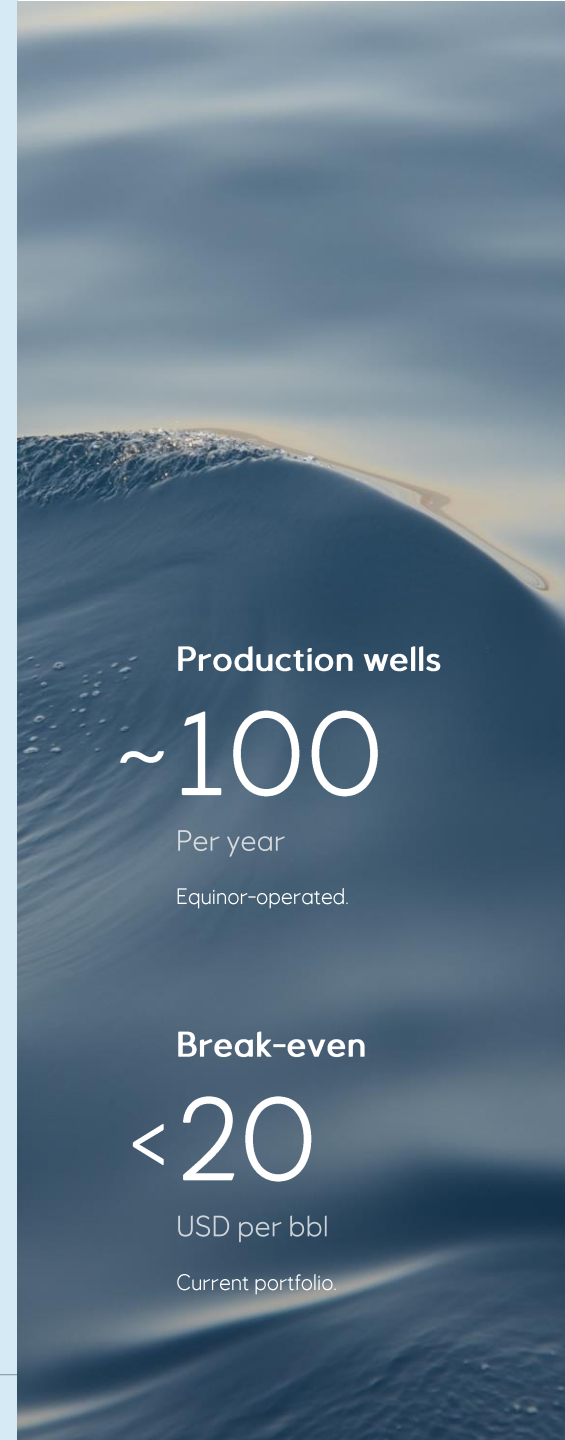 Production wells
~100
Per year
Equinor-operated.
Break-even
<20
USD per bbl
Current portfolio.